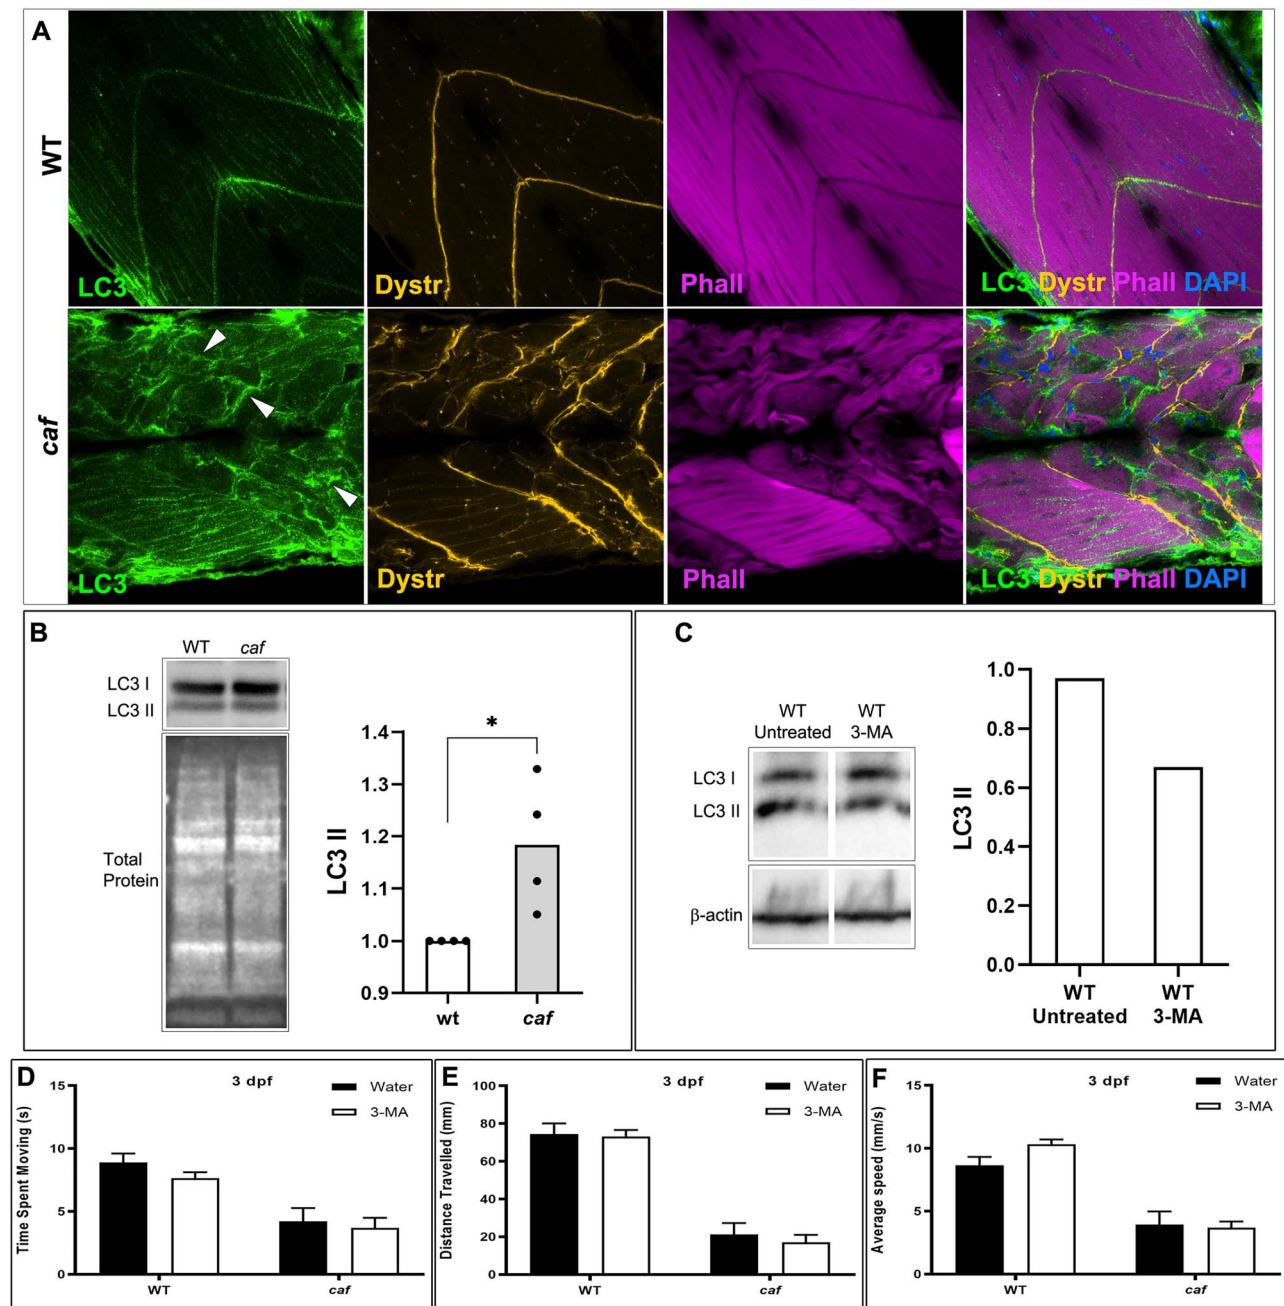 A
WT
LC3
Dystr
Phall
LC3 Dystr Phall DAPI
caf
LC3
Dystr
Phall
LC3 Dystr Phall DAPI
B
WT caf
LC3 I
LC3 II
Total
Protein
LC3 II
1.4
1.3
1.2
1.1
1.0
0.9
*
wt caf
C
WT WT
Untreated 3-MA
LC3 I
LC3 II
β-actin
LC3 II
1.0
0.8
0.6
0.4
0.2
0.0
WT WT
Untreated 3-MA
D
3 dpf
Water
3-MA
Time Spent Moving (s)
15
10
5
0
WT caf
E
3 dpf
Water
3-MA
Distance Travelled (mm)
100
80
60
40
20
0
WT caf
F
3 dpf
Water
3-MA
Average speed (mm/s)
15
10
5
0
WT caf